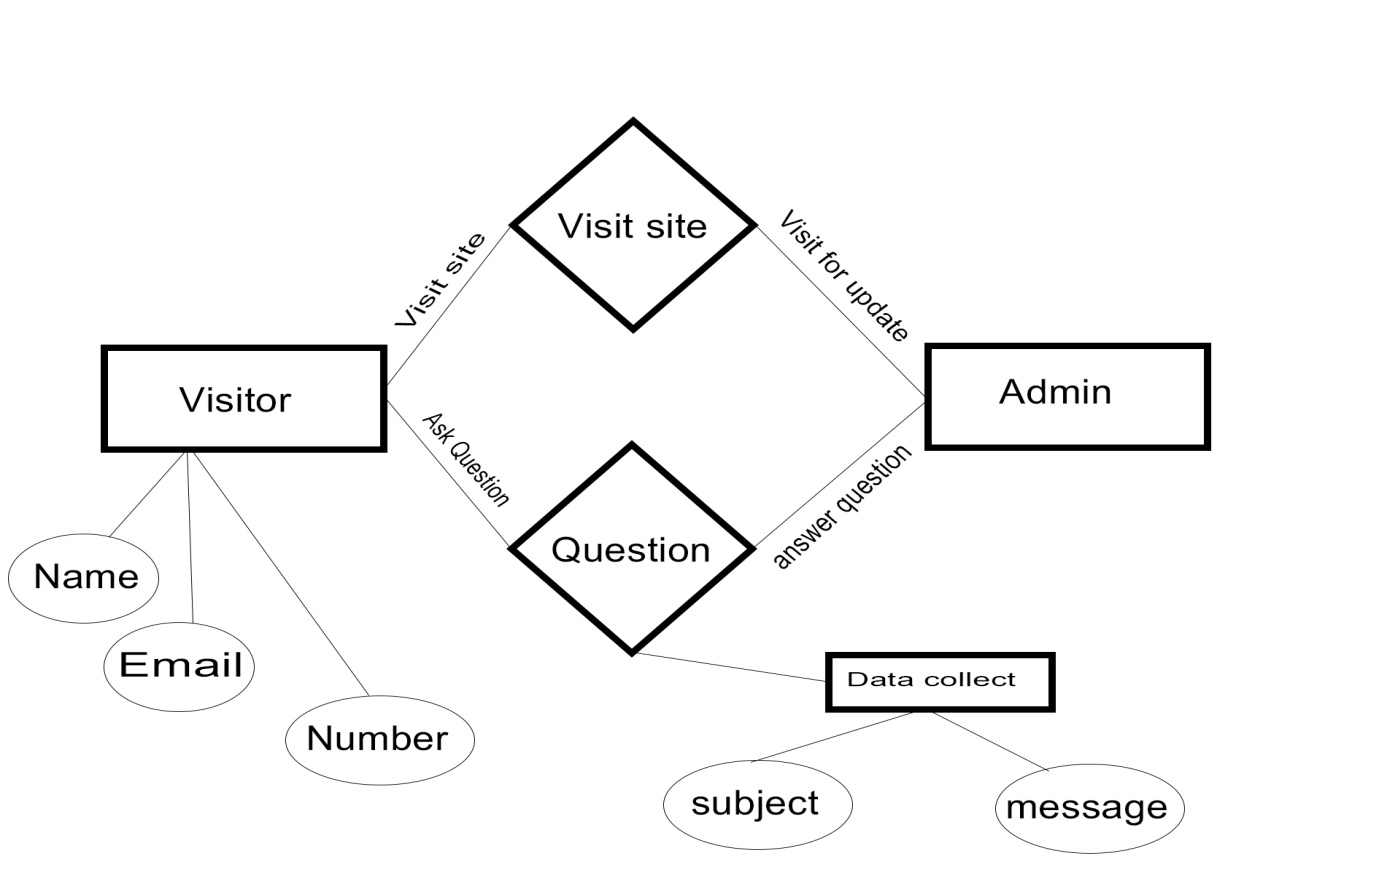 Visit site
Visit site
Visit for update
Visitor
Admin
Ask Question
Question
answer question
Name
Email
Number
Data collect
subject
message